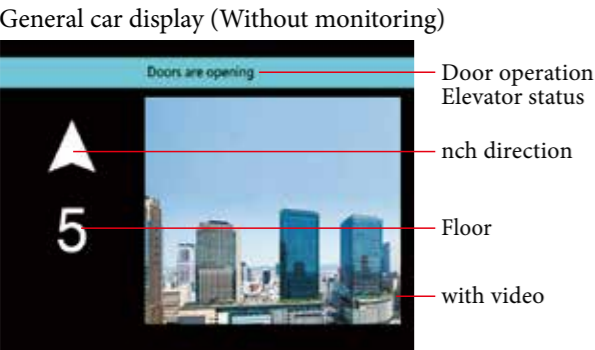 General car display (Without monitoring)
Doors are opening
Door operation
Elevator status
nch direction
5
Floor
with video